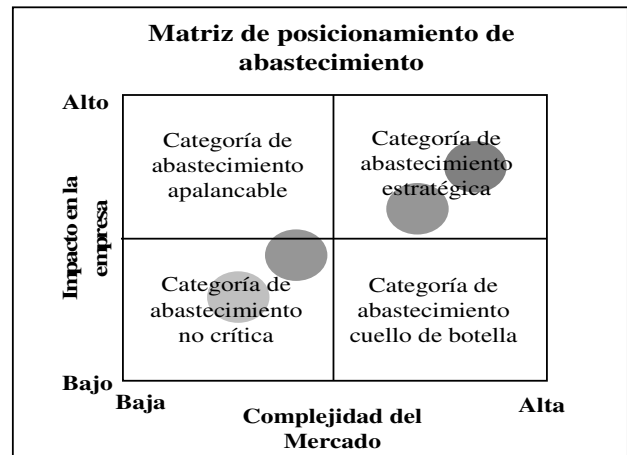 Matriz de posicionamiento de
abastecimiento
Alto
Categoría de
abastecimiento
apalancable
Categoría de
abastecimiento
estratégica
Impacto en la
empresa
Categoría de
abastecimiento
no crítica
Categoría de
abastecimiento
cuello de botella
Bajo
Baja
Complejidad del
Mercado
Alta